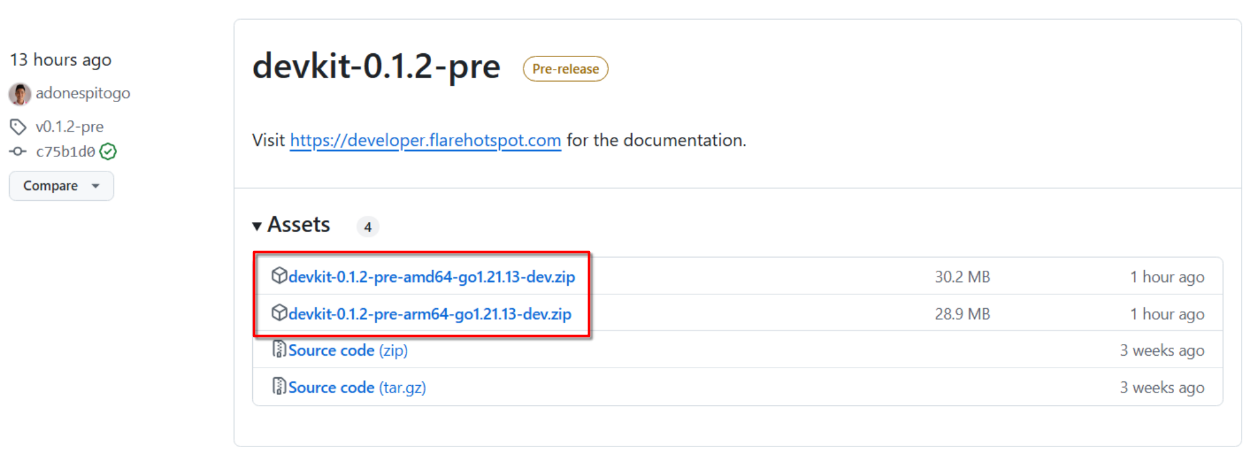 13 hours ago
adonespitogo
v0.1.2-pre
c75b1d0
Compare
devkit-0.1.2-pre Pre-release
Visit https://developer.flarehotspot.com for the documentation.
Assets 4
devkit-0.1.2-pre-amd64-go1.21.13-dev.zip 30.2 MB 1 hour ago
devkit-0.1.2-pre-arm64-go1.21.13-dev.zip 28.9 MB 1 hour ago
Source code (zip) 3 weeks ago
Source code (tar.gz) 3 weeks ago